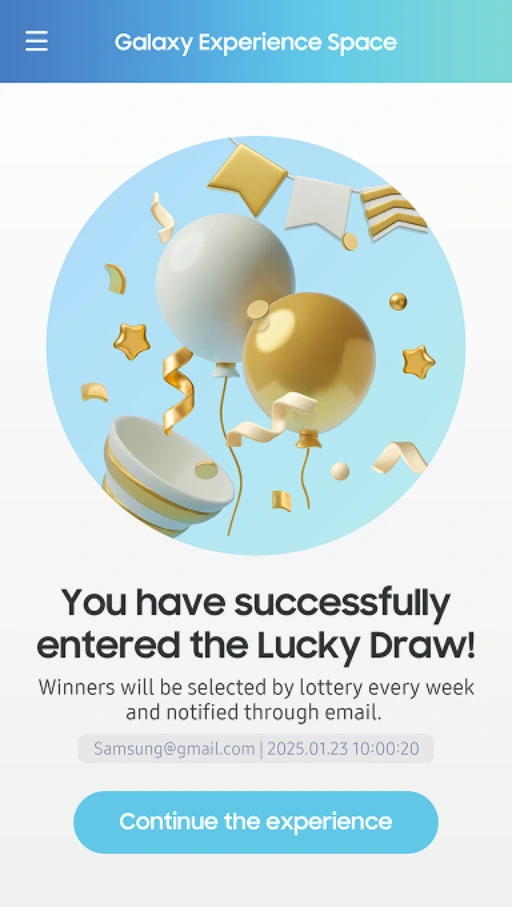 Galaxy Experience Space
You have successfully
entered the Lucky Draw!
Winners will be selected by lottery every week
and notified through email.
Samsung@gmail.com | 2025.01.23 10:00:20
Continue the experience